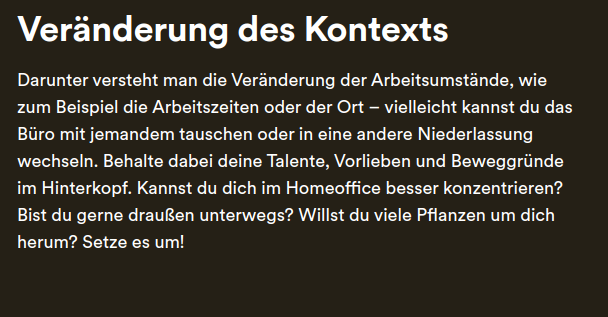 Veränderung des Kontexts
Darunter versteht man die Veränderung der Arbeitsumstände, wie
zum Beispiel die Arbeitszeiten oder der Ort – vielleicht kannst du das
Büro mit jemandem tauschen oder in eine andere Niederlassung
wechseln. Behalte dabei deine Talente, Vorlieben und Beweggründe
im Hinterkopf. Kannst du dich im Homeoffice besser konzentrieren?
Bist du gerne draußen unterwegs? Willst du viele Pflanzen um dich
herum? Setze es um!